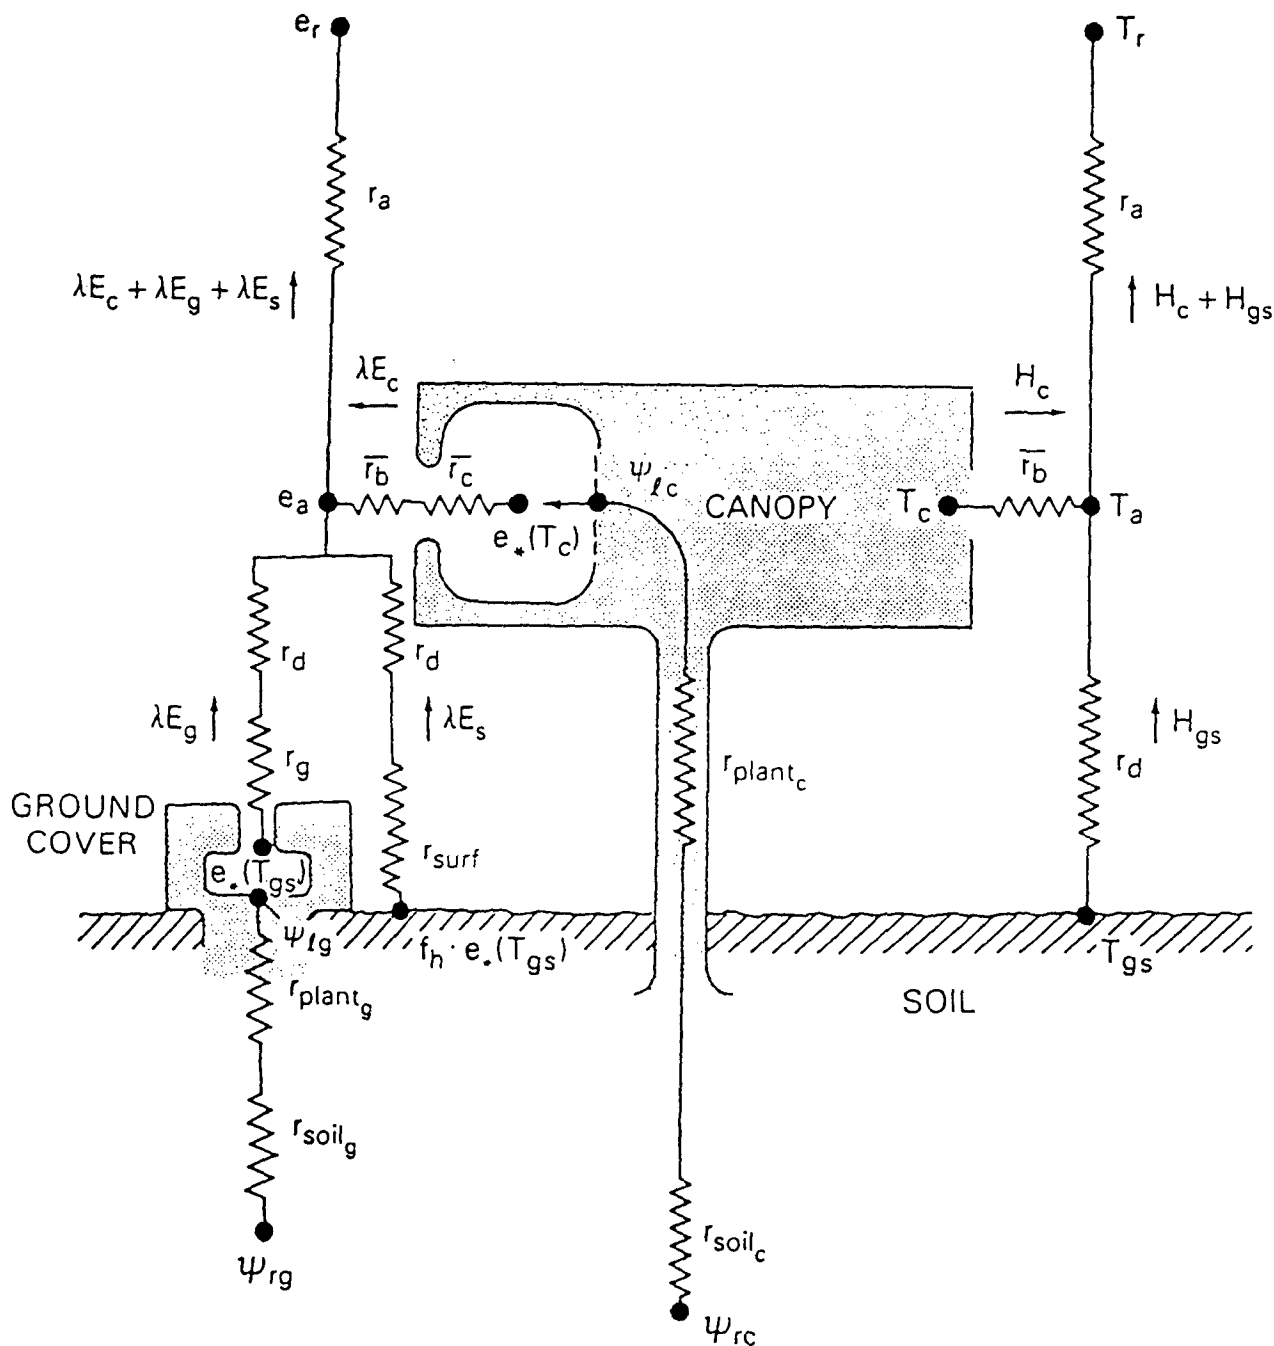 e_r
T_r
r_a
r_a
λE_c + λE_g + λE_s
H_c + H_gs
λE_c
H_c
r̅_b
r̅_c
ψ_ℓc
r̅_b
e_a
CANOPY
T_c
T_a
e_*(T_c)
r_d
r_d
λE_g
λE_s
H_gs
r_g
r_plant_c
r_d
GROUND
COVER
r_surf
e_*(T_gs)
ψ_ℓg
f_h · e_*(T_gs)
T_gs
r_plant_g
SOIL
r_soil_g
r_soil_c
ψ_rg
ψ_rc